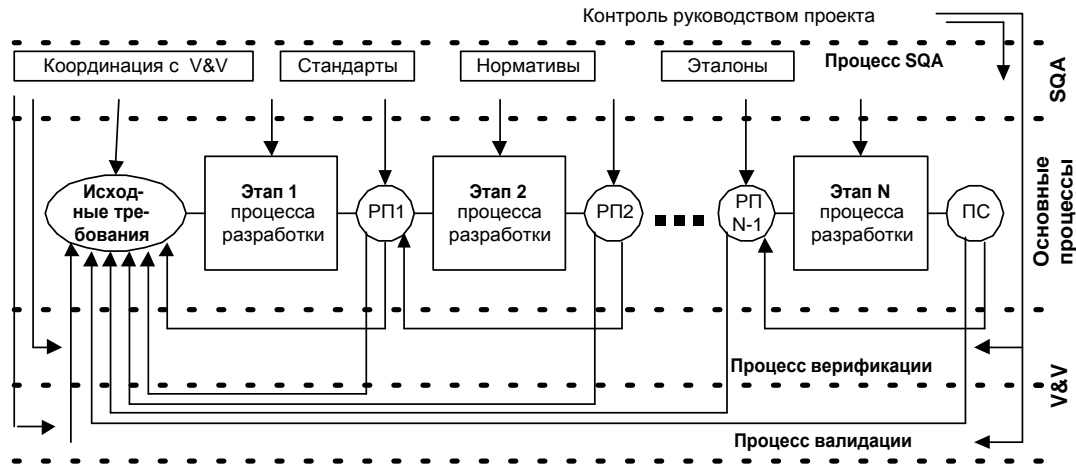 Контроль руководством проекта
Координация с V&V
Стандарты
Нормативы
Эталоны
Процесс SQA
SQA
Исход-
ные тре-
бования
Этап 1
процесса
разработки
РП1
Этап 2
процесса
разработки
РП2
РП
N-1
Этап N
процесса
разработки
ПС
Основные
процессы
Процесс верификации
V&V
Процесс валидации